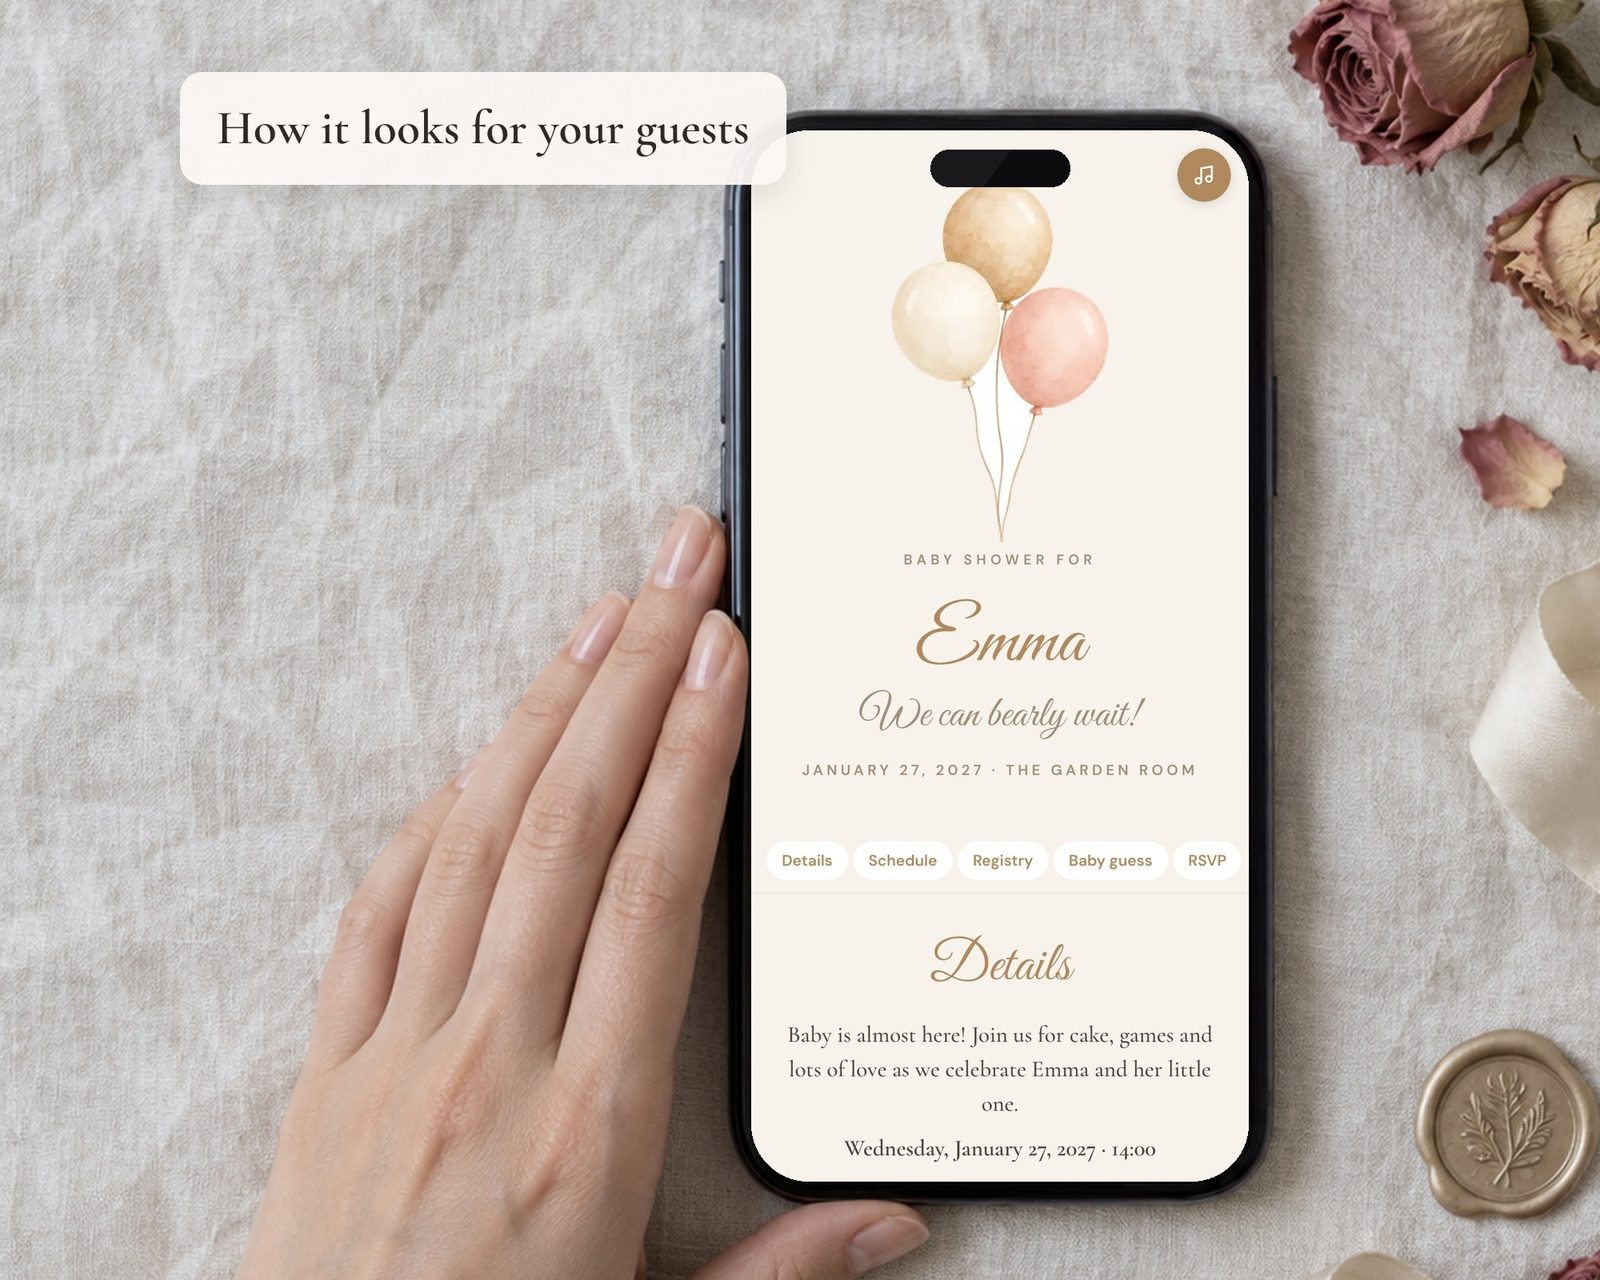 How it looks for your guests
BABY SHOWER FOR
Emma
We can bearly wait!
JANUARY 27, 2027 · THE GARDEN ROOM
Details Schedule Registry Baby guess RSVP
Details
Baby is almost here! Join us for cake, games and
lots of love as we celebrate Emma and her little
one.
Wednesday, January 27, 2027 · 14:00